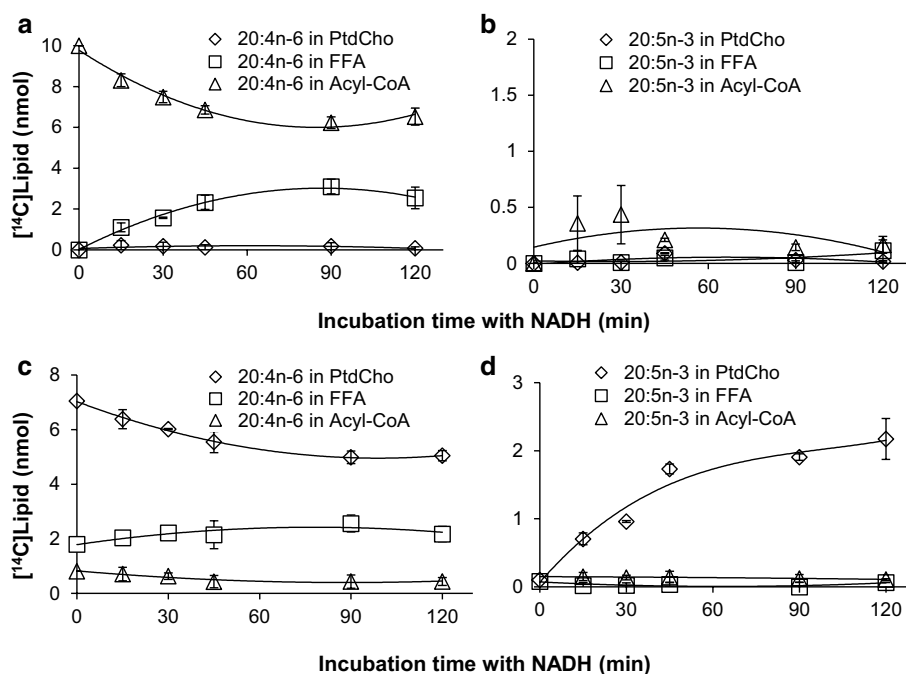 a
20:4n-6 in PtdCho
20:4n-6 in FFA
20:4n-6 in Acyl-CoA
[¹⁴C]Lipid (nmol)
10
8
6
4
2
0
0 30 60 90 120
b
20:5n-3 in PtdCho
20:5n-3 in FFA
20:5n-3 in Acyl-CoA
2
1.5
1
0.5
0
0 30 60 90 120
Incubation time with NADH (min)
c
20:4n-6 in PtdCho
20:4n-6 in FFA
20:4n-6 in Acyl-CoA
[¹⁴C]Lipid (nmol)
8
6
4
2
0
0 30 60 90 120
d
20:5n-3 in PtdCho
20:5n-3 in FFA
20:5n-3 in Acyl-CoA
3
2
1
0
0 30 60 90 120
Incubation time with NADH (min)